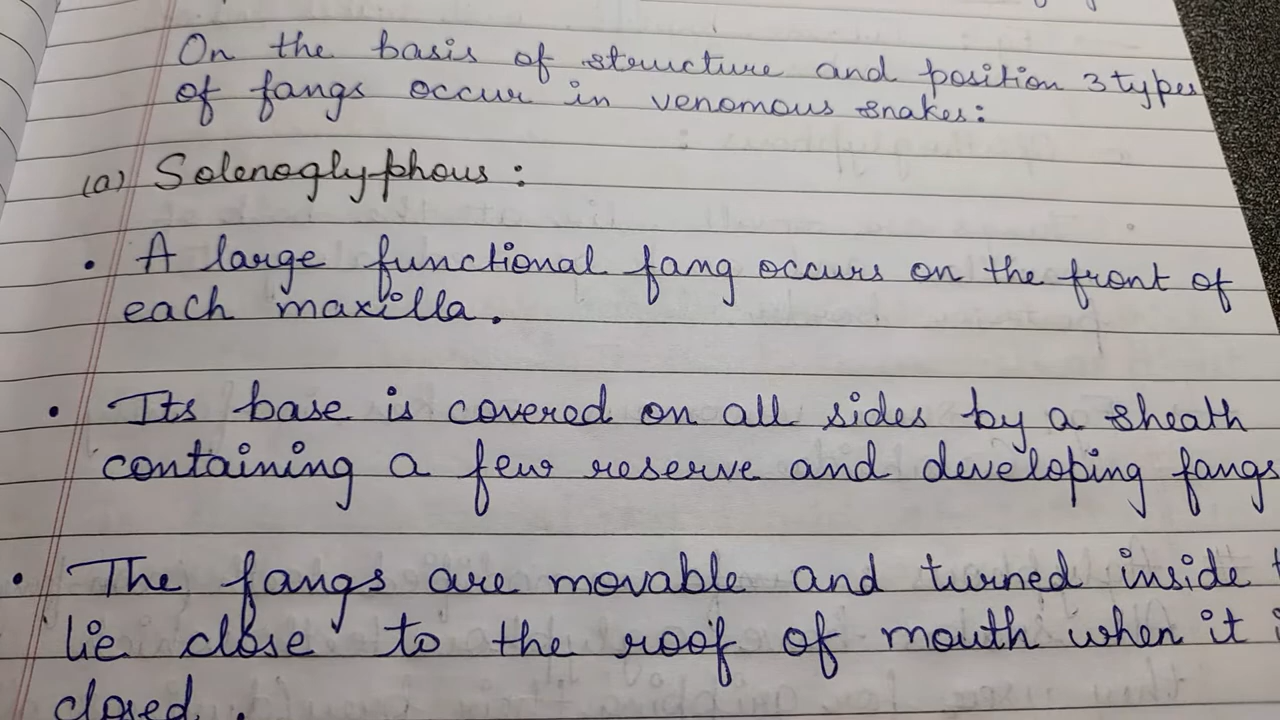 On the basis of structure and position 3 types
of fangs occur in venomous snakes:
(a) Solenoglyphous :
• A large functional fang occurs on the front of
each maxilla.
• Its base is covered on all sides by a sheath
containing a few reserve and developing fangs
• The fangs are movable and turned inside
lie close to the roof of mouth when it
closed.